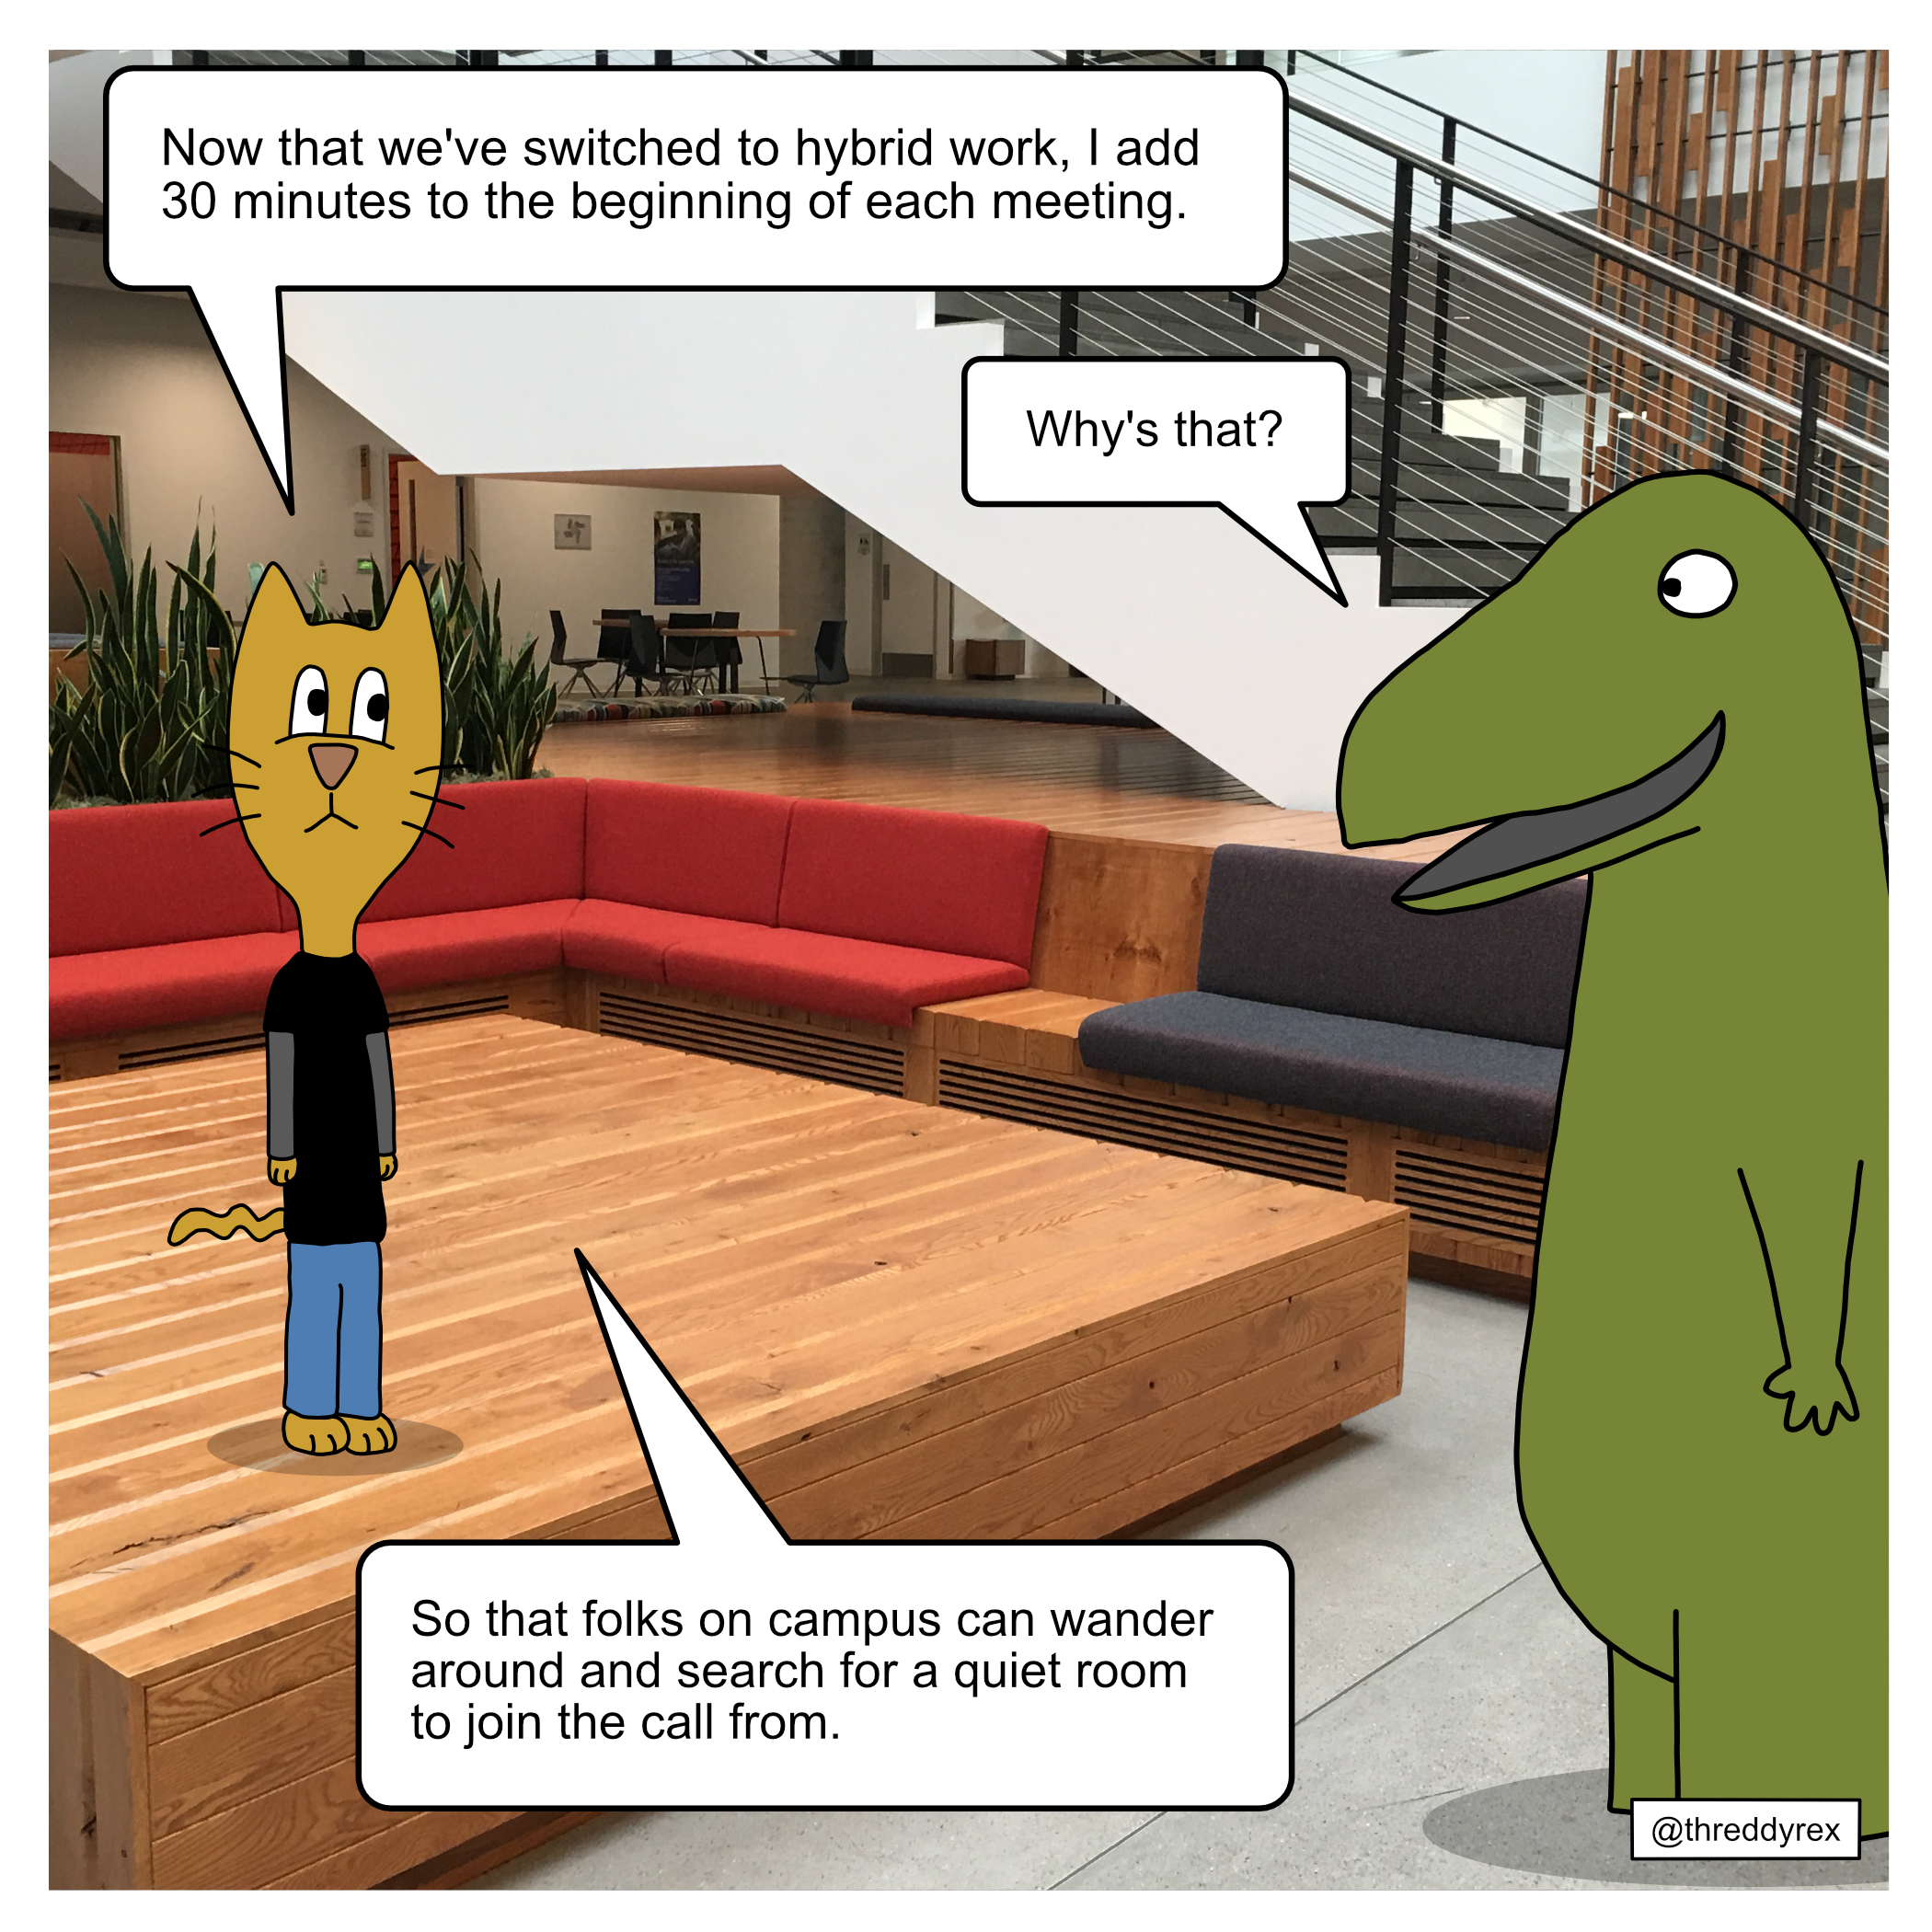 Now that we've switched to hybrid work, I add
30 minutes to the beginning of each meeting.
Why's that?
So that folks on campus can wander
around and search for a quiet room
to join the call from.
@threddyrex